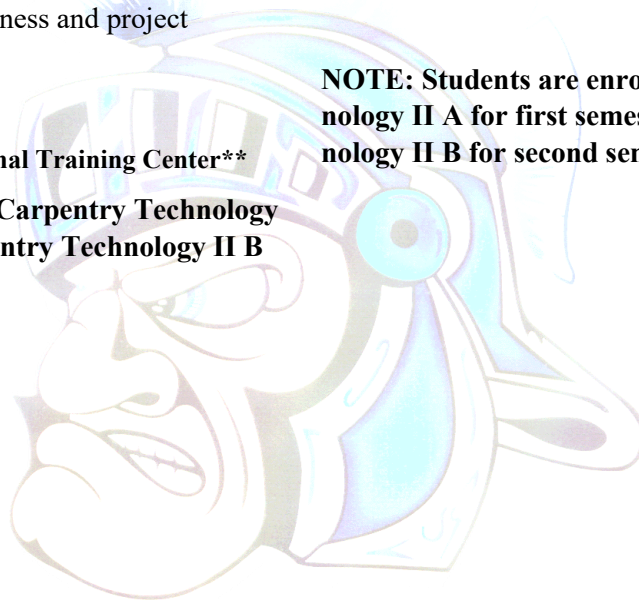 ness and project
nal Training Center**
Carpentry Technology
ntry Technology II B
NOTE: Students are enro
nology II A for first semes
nology II B for second sem